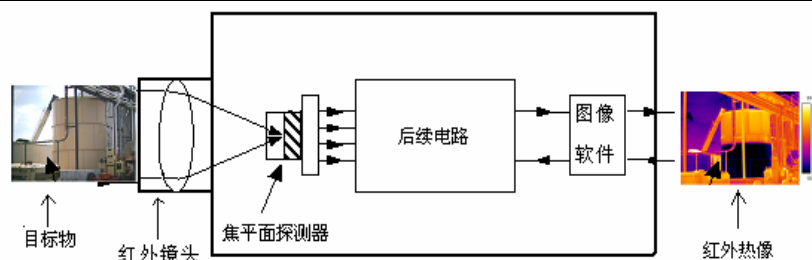 后续电路
图像
软件
目标物
红外镜头
焦平面探测器
红外热像